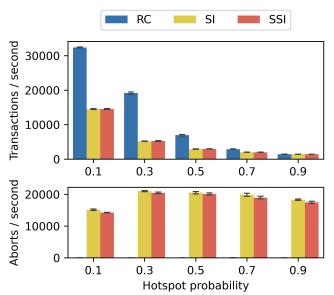 RC SI SSI
Transactions / second
30000
20000
10000
0
0.1 0.3 0.5 0.7 0.9
Aborts / second
20000
10000
0
0.1 0.3 0.5 0.7 0.9
Hotspot probability